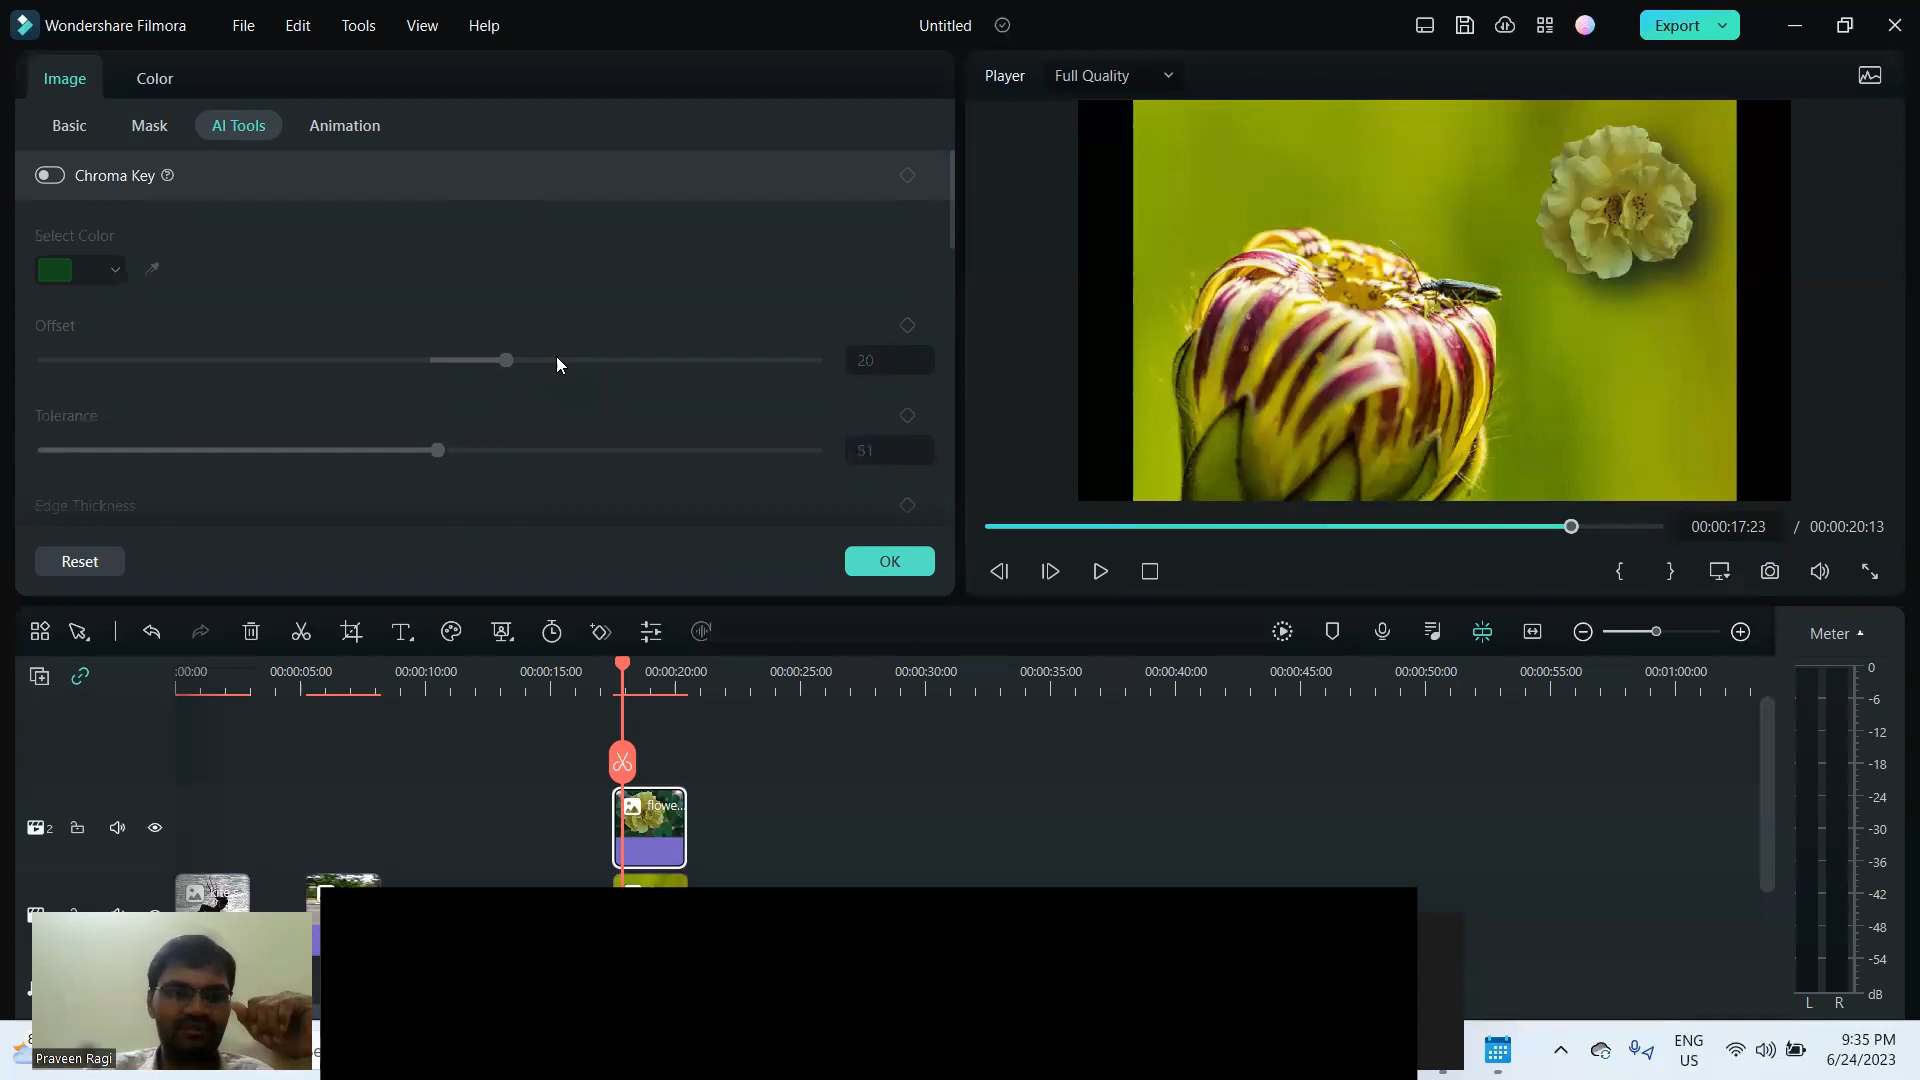 Wondershare Filmora File Edit Tools View Help Untitled Export
Image Color
Player Full Quality
Basic Mask AI Tools Animation
Chroma Key
Select Color
Offset
20
Tolerance
51
Edge Thickness
00:00:17:23 / 00:00:20:13
Reset OK
Meter
:00:00 00:00:05:00 00:00:10:00 00:00:15:00 00:00:20:00 00:00:25:00 00:00:30:00 00:00:35:00 00:00:40:00 00:00:45:00 00:00:50:00 00:00:55:00 00:01:00:00
0
-6
-12
-18
-24
-30
-36
-42
-48
-54
dB
L R
flowe...
2
Praveen Ragi
ENG
US
9:35 PM
6/24/2023